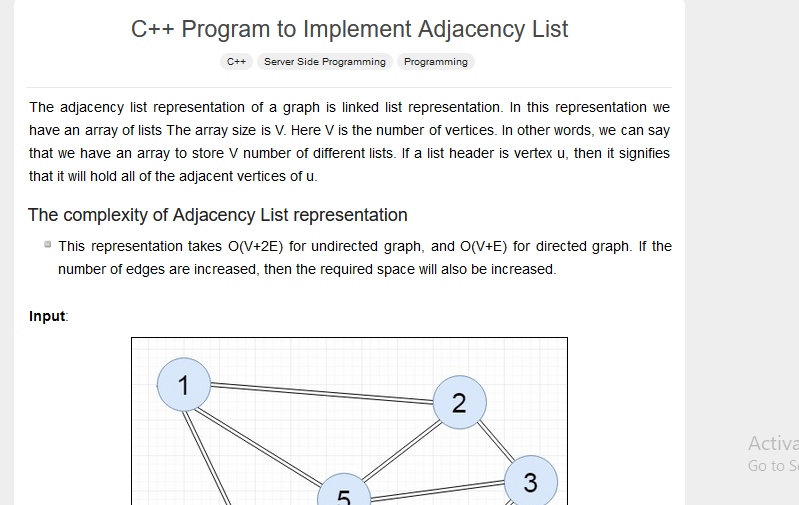 C++ Program to Implement Adjacency List
C++ Server Side Programming Programming
The adjacency list representation of a graph is linked list representation. In this representation we
have an array of lists The array size is V. Here V is the number of vertices. In other words, we can say
that we have an array to store V number of different lists. If a list header is vertex u, then it signifies
that it will hold all of the adjacent vertices of u.
The complexity of Adjacency List representation
This representation takes O(V+2E) for undirected graph, and O(V+E) for directed graph. If the
number of edges are increased, then the required space will also be increased.
Input:
1
2
3
5
Activa
Go to S